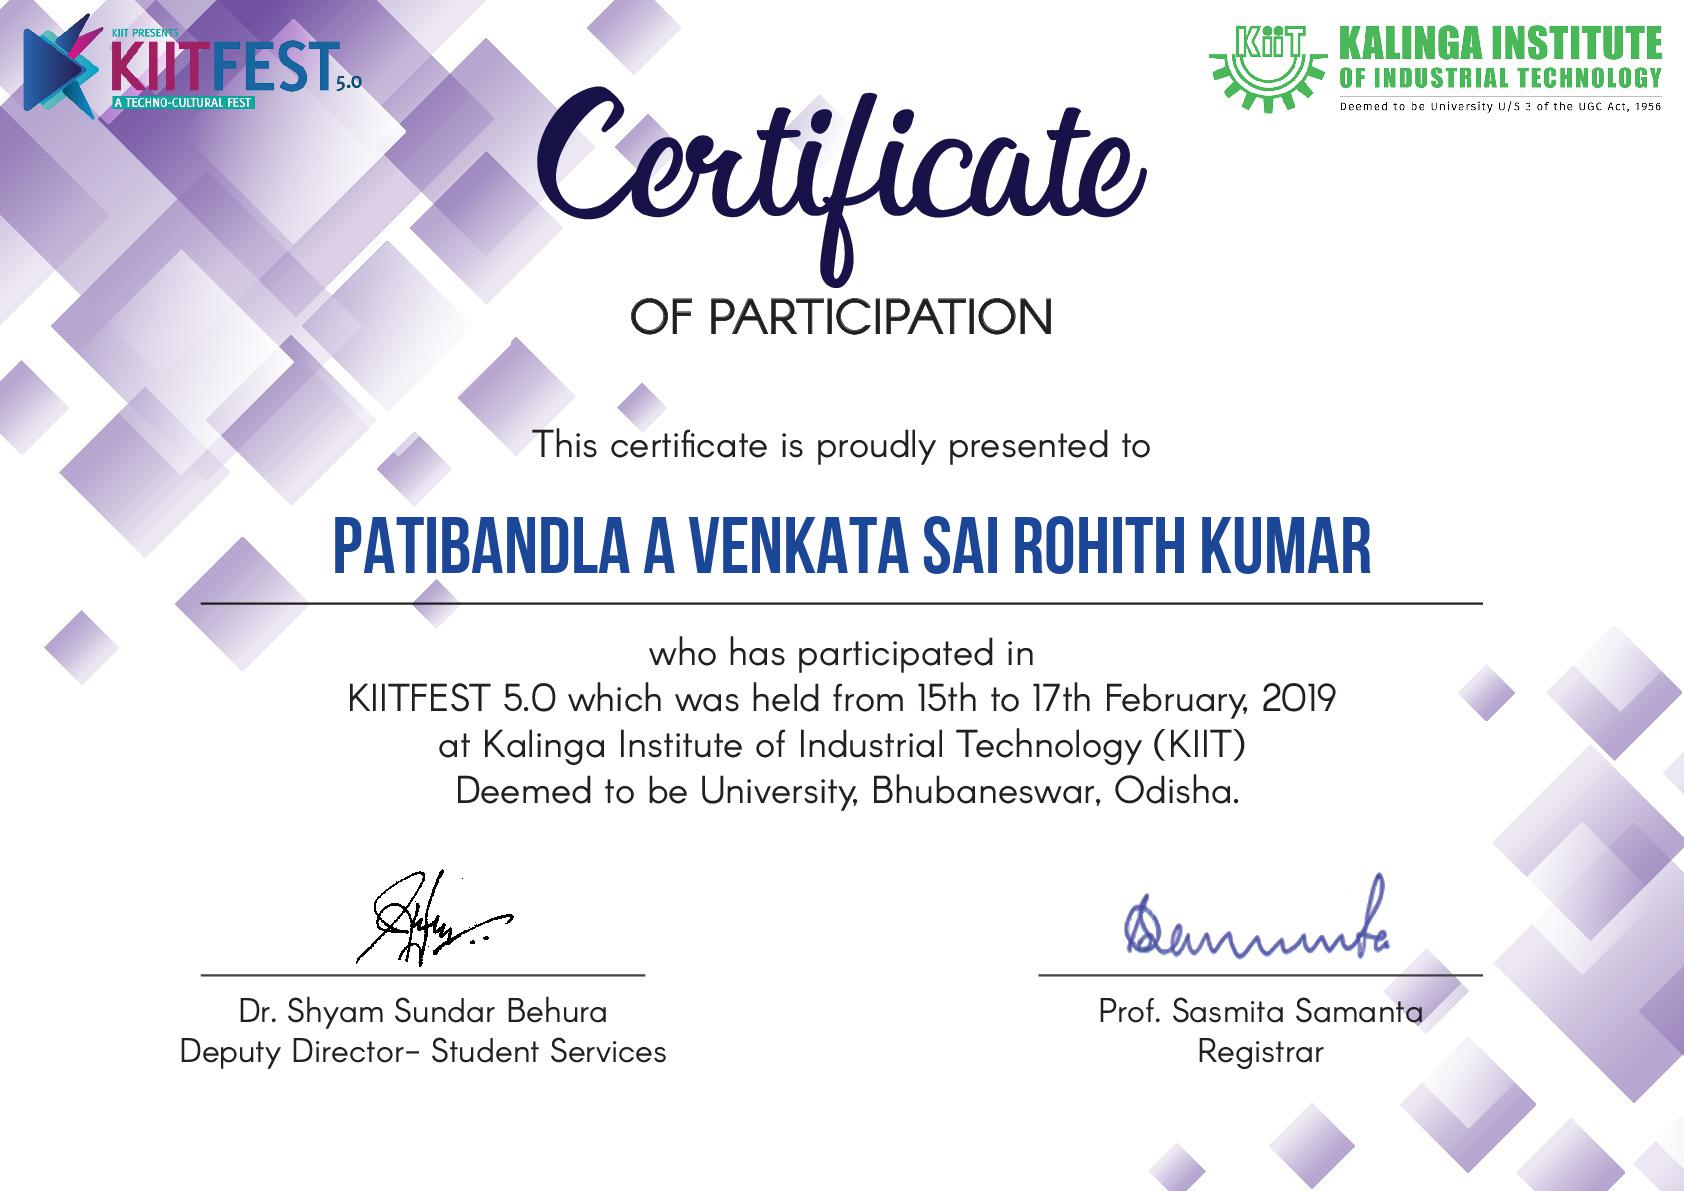 KIIT PRESENTS
KIITFEST 5.0
A TECHNO-CULTURAL FEST
KiiT
KALINGA INSTITUTE
OF INDUSTRIAL TECHNOLOGY
Deemed to be University U/S 3 of the UGC Act, 1956
Certificate
OF PARTICIPATION
This certificate is proudly presented to
PATIBANDLA A VENKATA SAI ROHITH KUMAR
who has participated in
KIITFEST 5.0 which was held from 15th to 17th February, 2019
at Kalinga Institute of Industrial Technology (KIIT)
Deemed to be University, Bhubaneswar, Odisha.
Dr. Shyam Sundar Behura
Deputy Director- Student Services
Prof. Sasmita Samanta
Registrar